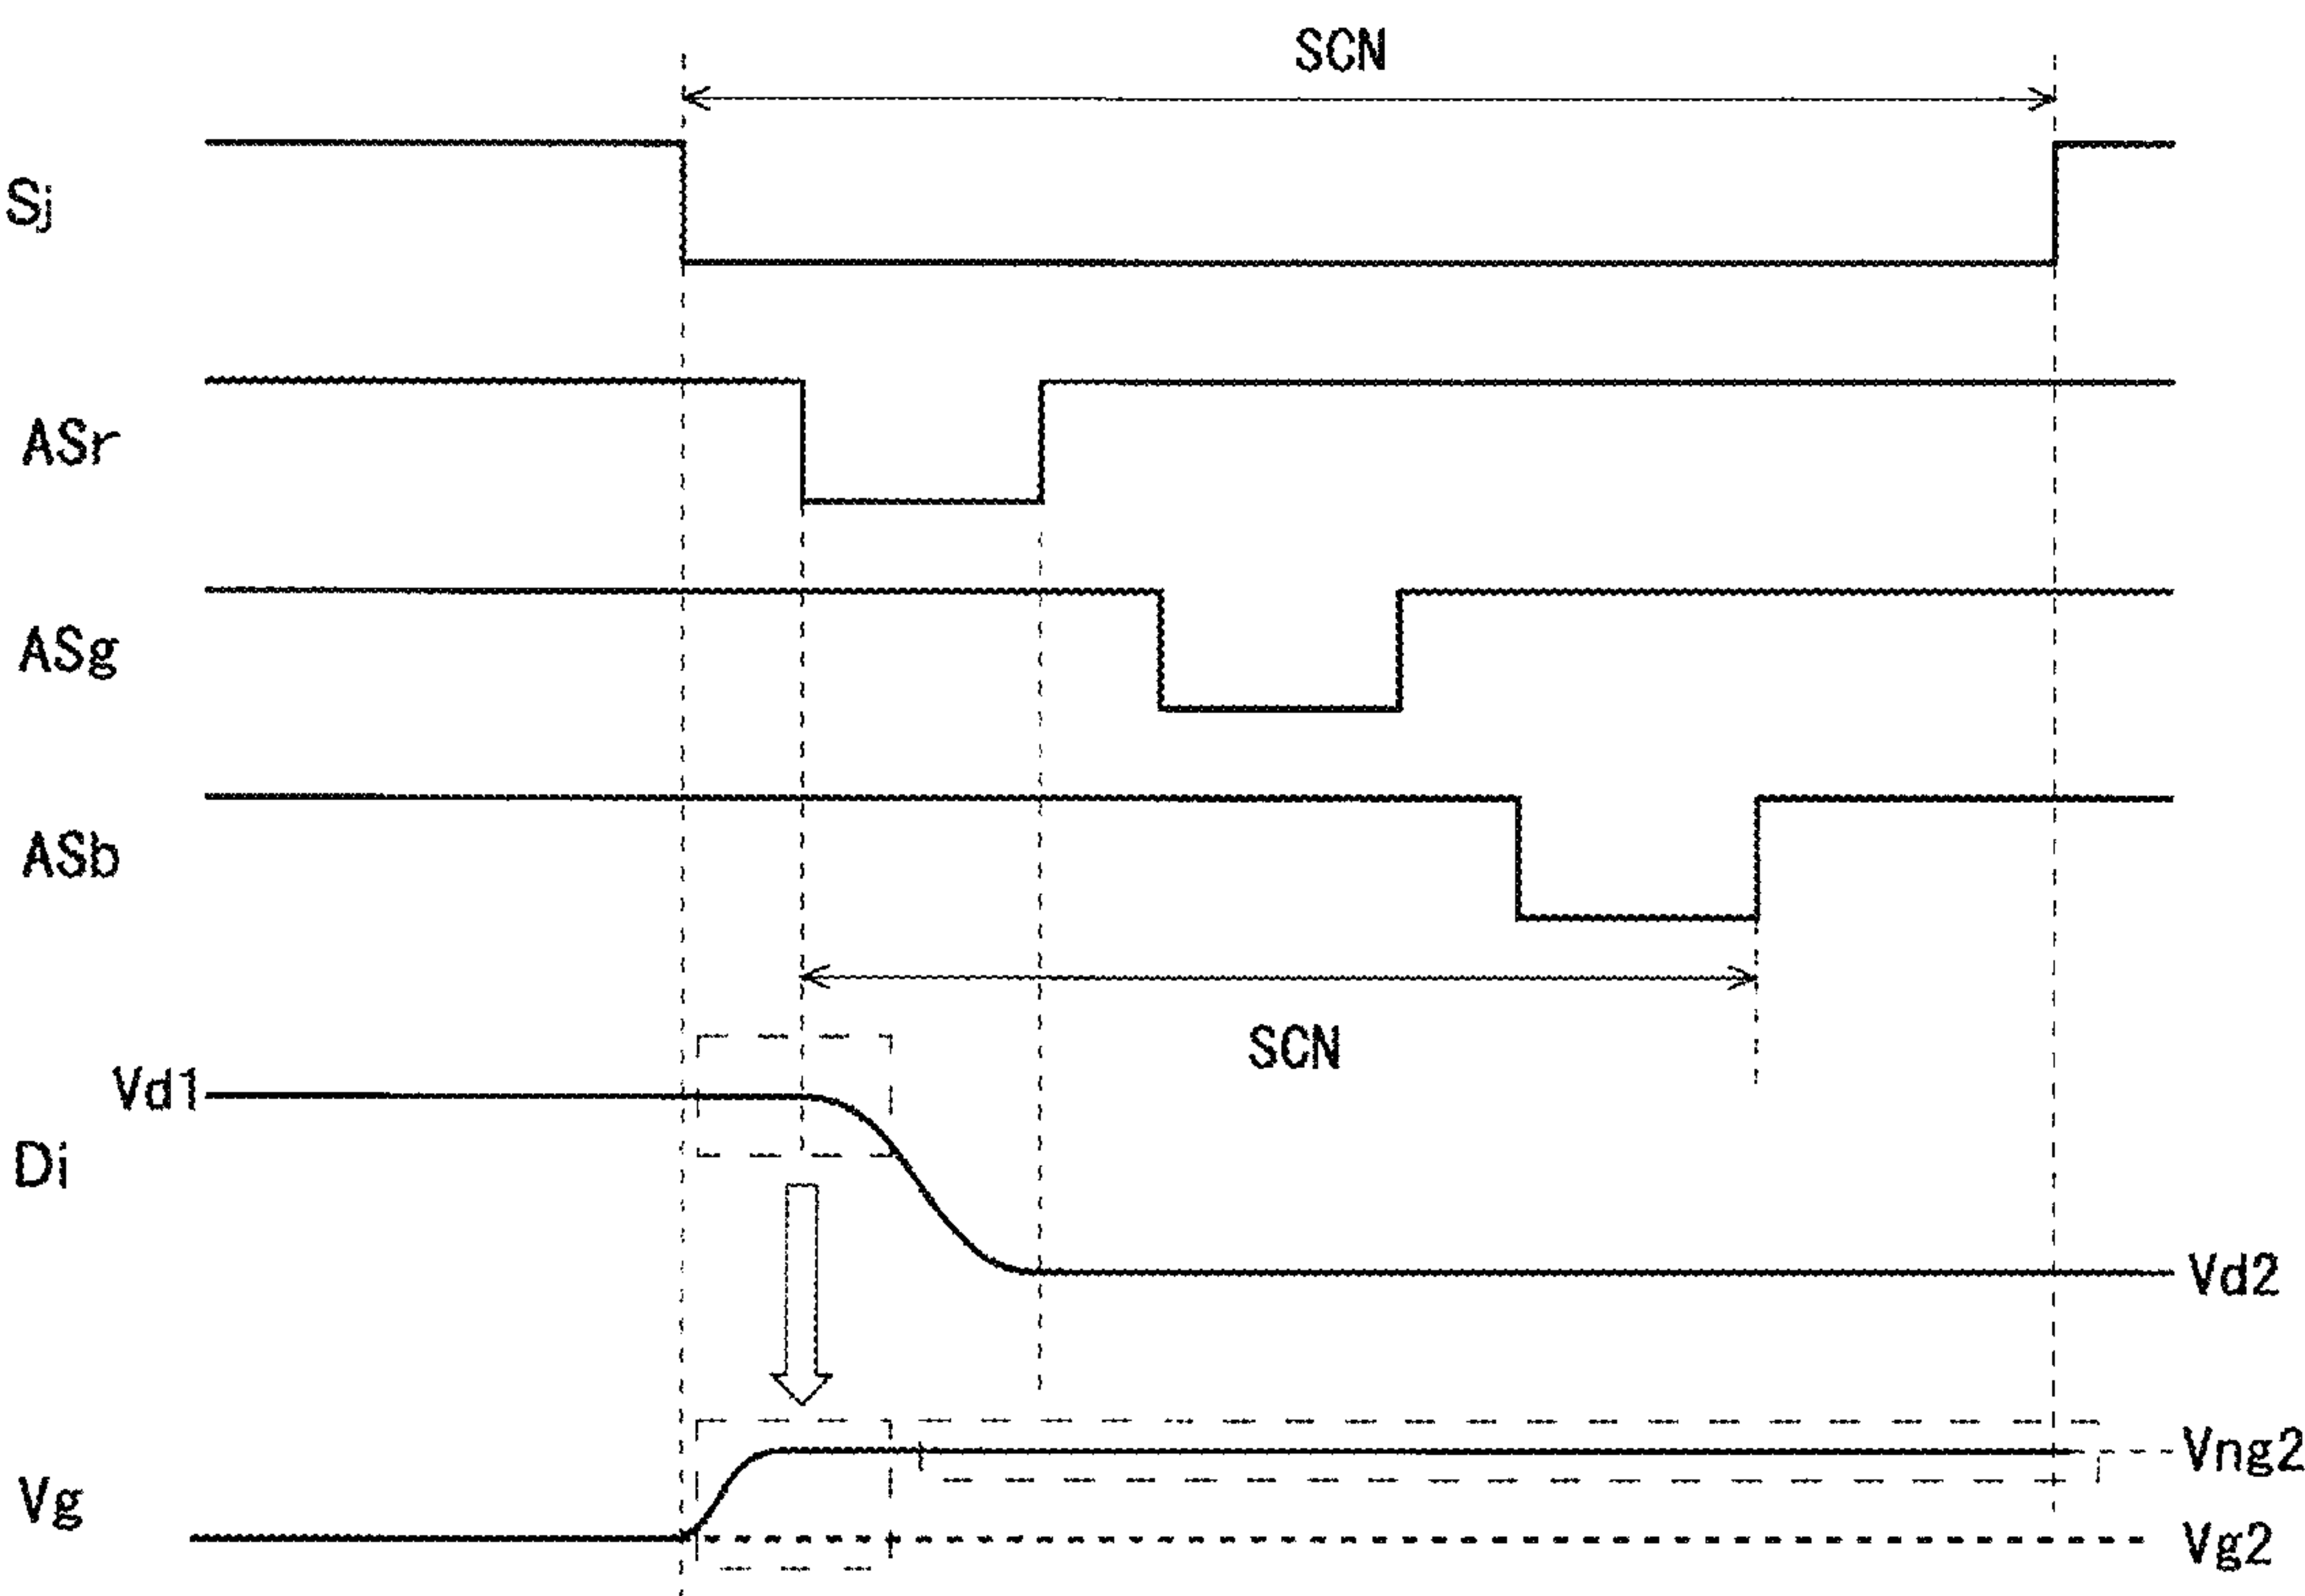 SCN
Sj
ASr
ASg
ASb
SCN
Vd1
Di
Vd2
Vng2
Vg
Vg2